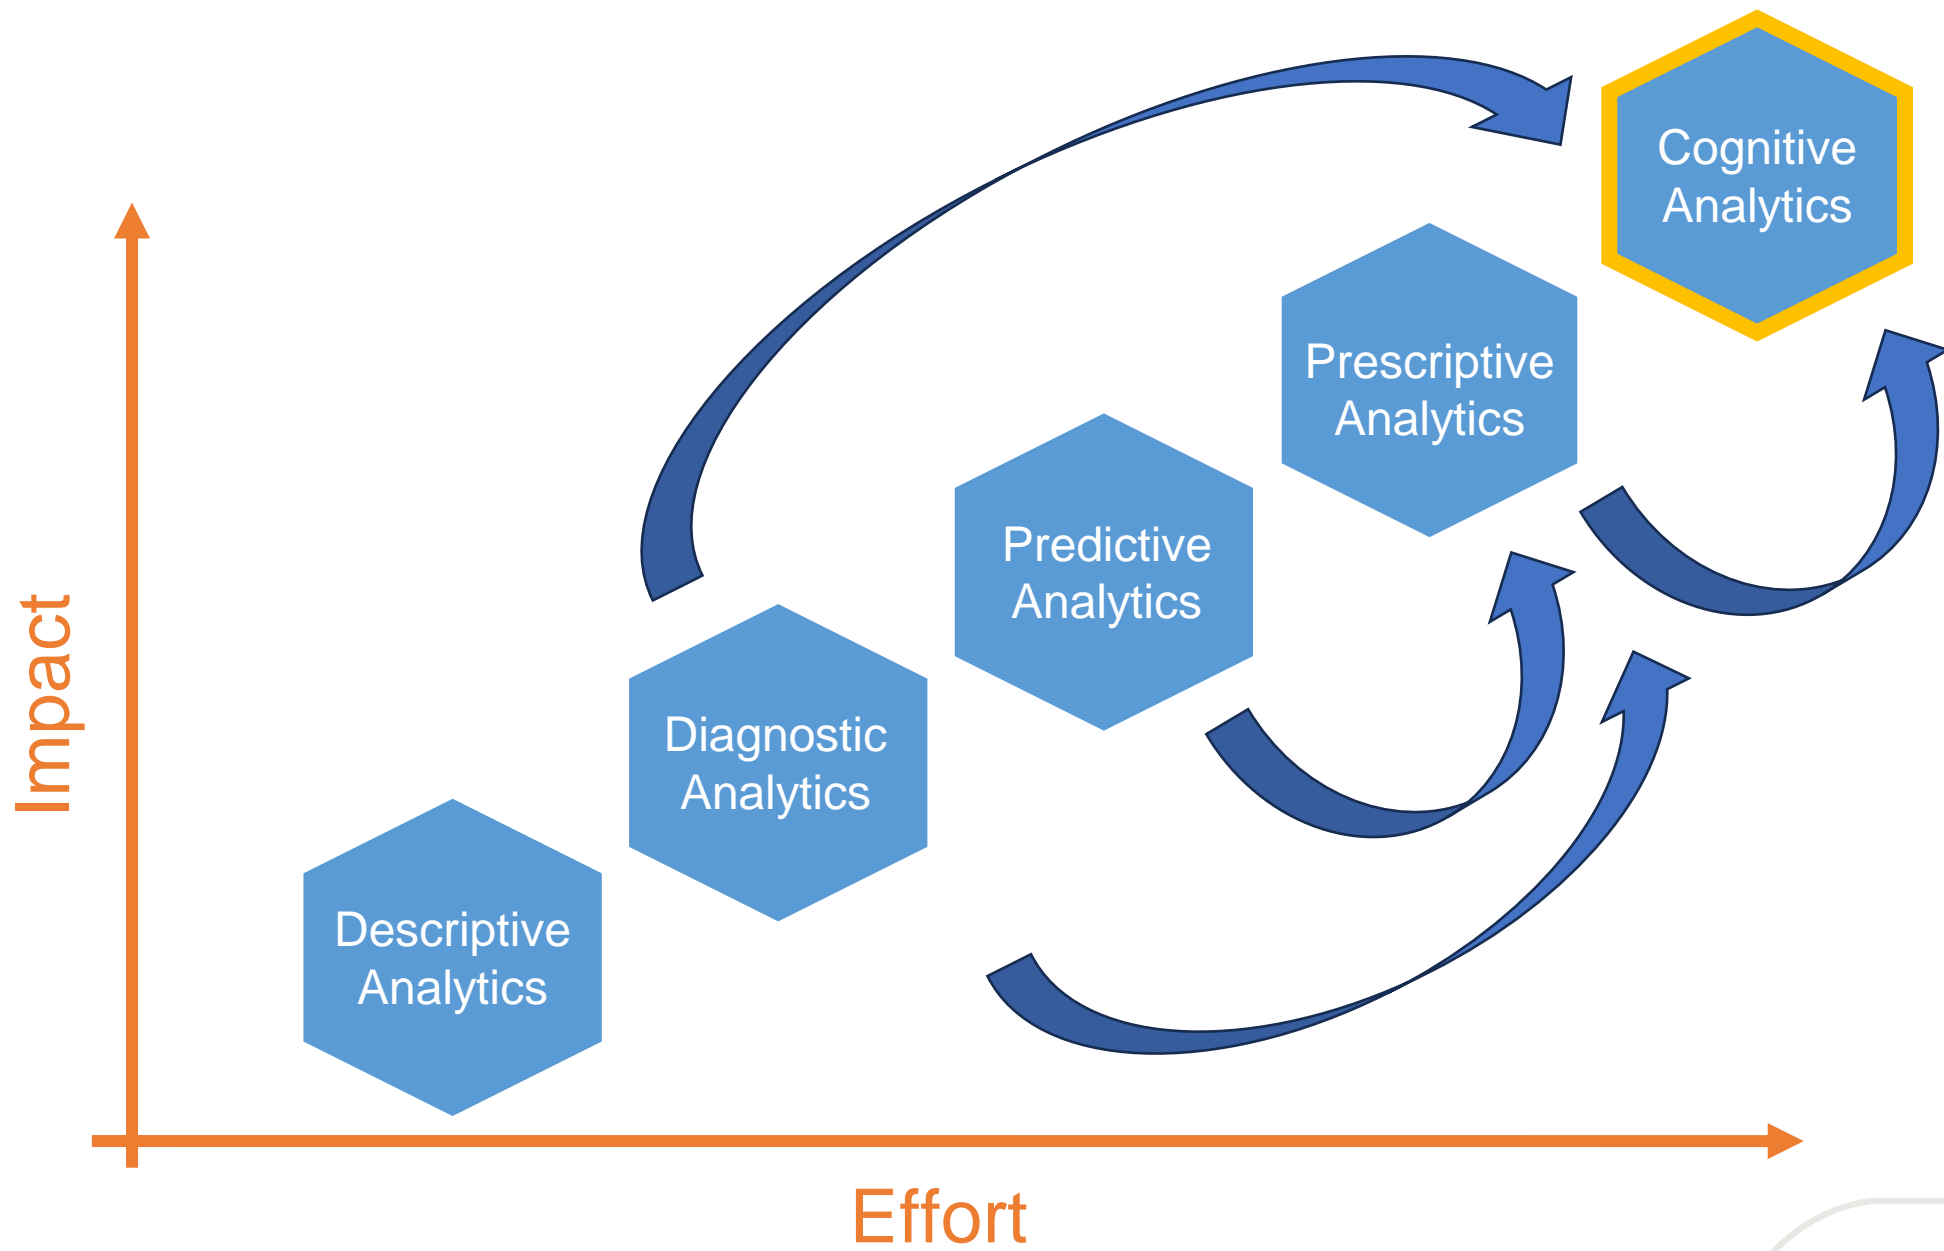 Cognitive
Analytics
Prescriptive
Analytics
Predictive
Analytics
Diagnostic
Analytics
Descriptive
Analytics
Impact
Effort